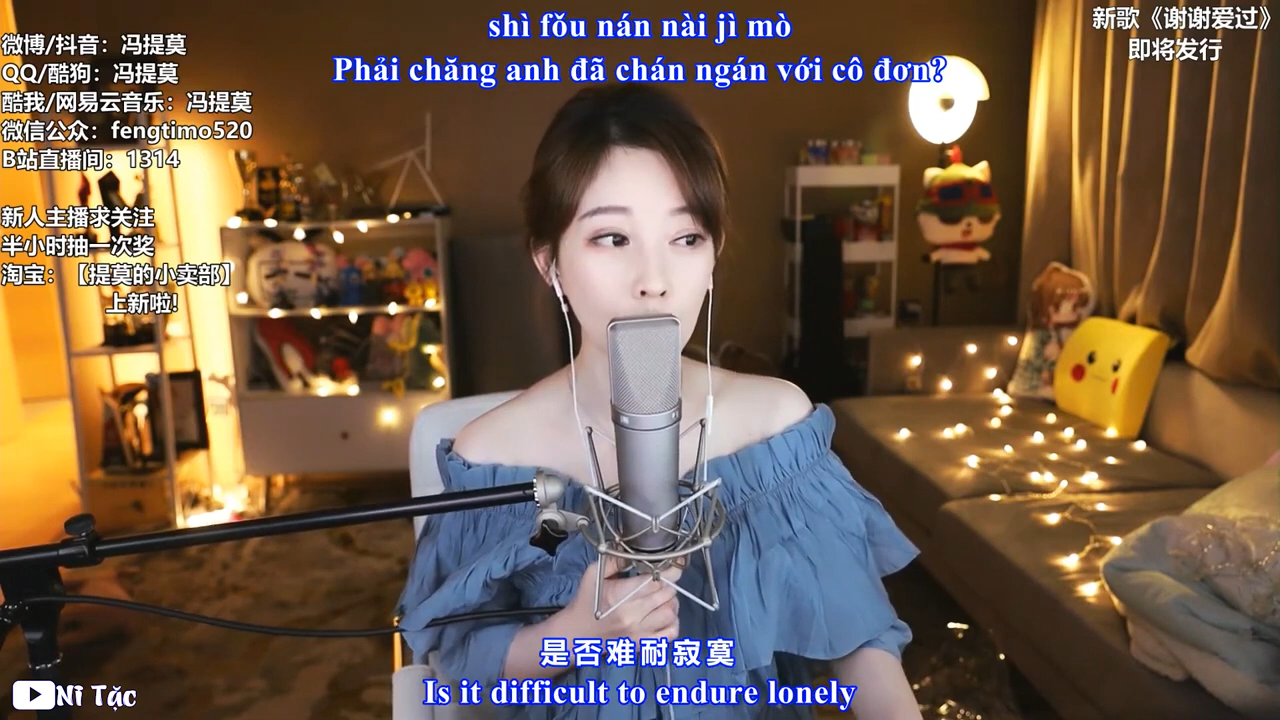 shì fǒu nán nài jì mò
Phải chăng anh đã chán ngán với cô đơn?
微博/抖音：冯提莫
QQ/酷狗：冯提莫
酷我/网易云音乐：冯提莫
微信公众：fengtimo520
B站直播间：1314
新人主播求关注
半小时抽一次奖
淘宝：【提莫的小卖部】
上新啦!
新歌《谢谢爱过》
即将发行
是否难耐寂寞
Is it difficult to endure lonely
Nĩ Tặc